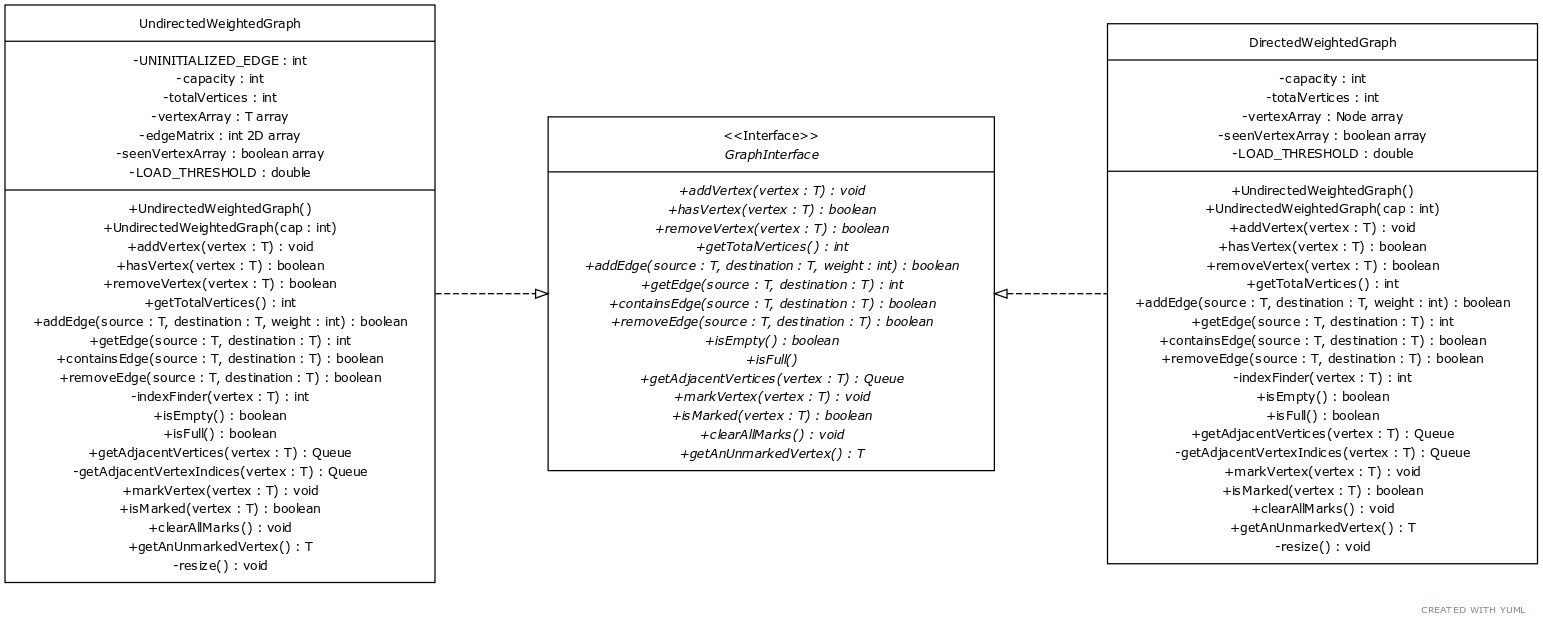 UndirectedWeightedGraph
-UNINITIALIZED_EDGE : int
-capacity : int
-totalVertices : int
-vertexArray : T array
-edgeMatrix : int 2D array
-seenVertexArray : boolean array
-LOAD_THRESHOLD : double
+UndirectedWeightedGraph()
+UndirectedWeightedGraph(cap : int)
+addVertex(vertex : T) : void
+hasVertex(vertex : T) : boolean
+removeVertex(vertex : T) : boolean
+getTotalVertices() : int
+addEdge(source : T, destination : T, weight : int) : boolean
+getEdge(source : T, destination : T) : int
+containsEdge(source : T, destination : T) : boolean
+removeEdge(source : T, destination : T) : boolean
-indexFinder(vertex : T) : int
+isEmpty() : boolean
+isFull() : boolean
+getAdjacentVertices(vertex : T) : Queue
-getAdjacentVertexIndices(vertex : T) : Queue
+markVertex(vertex : T) : void
+isMarked(vertex : T) : boolean
+clearAllMarks() : void
+getAnUnmarkedVertex() : T
-resize() : void
<<Interface>>
GraphInterface
+addVertex(vertex : T) : void
+hasVertex(vertex : T) : boolean
+removeVertex(vertex : T) : boolean
+getTotalVertices() : int
+addEdge(source : T, destination : T, weight : int) : boolean
+getEdge(source : T, destination : T) : int
+containsEdge(source : T, destination : T) : boolean
+removeEdge(source : T, destination : T) : boolean
+isEmpty() : boolean
+isFull()
+getAdjacentVertices(vertex : T) : Queue
+markVertex(vertex : T) : void
+isMarked(vertex : T) : boolean
+clearAllMarks() : void
+getAnUnmarkedVertex() : T
DirectedWeightedGraph
-capacity : int
-totalVertices : int
-vertexArray : Node array
-seenVertexArray : boolean array
-LOAD_THRESHOLD : double
+UndirectedWeightedGraph()
+UndirectedWeightedGraph(cap : int)
+addVertex(vertex : T) : void
+hasVertex(vertex : T) : boolean
+removeVertex(vertex : T) : boolean
+getTotalVertices() : int
+addEdge(source : T, destination : T, weight : int) : boolean
+getEdge(source : T, destination : T) : int
+containsEdge(source : T, destination : T) : boolean
+removeEdge(source : T, destination : T) : boolean
-indexFinder(vertex : T) : int
+isEmpty() : boolean
+isFull() : boolean
+getAdjacentVertices(vertex : T) : Queue
-getAdjacentVertexIndices(vertex : T) : Queue
+markVertex(vertex : T) : void
+isMarked(vertex : T) : boolean
+clearAllMarks() : void
+getAnUnmarkedVertex() : T
-resize() : void
CREATED WITH YUML